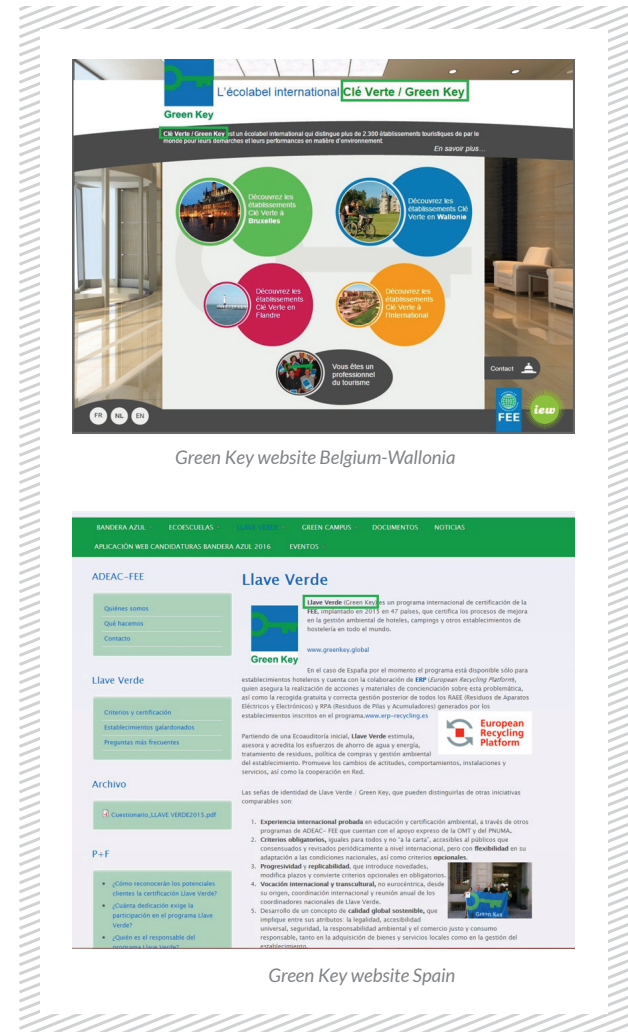 L'écolabel international Clé Verte / Green Key
Green Key
Clé Verte / Green Key est un écolabel international qui distingue plus de 2.300 établissements touristiques de par le
monde pour leurs démarches et leurs performances en matière d'environnement.
En savoir plus...
Découvrez les
établissements
Clé Verte à
Bruxelles
Découvrez les
établissements Clé
Verte en Wallonie
Découvrez les
établissements
Clé Verte en
Flandre
Découvrez les
établissements
Clé Verte à
l'International
Vous êtes un
professionnel
du tourisme
Contact
FR NL EN
FEE
iew
Green Key website Belgium-Wallonia
BANDERA AZUL ECOESCUELAS LLAVE VERDE GREEN CAMPUS DOCUMENTOS NOTICIAS
APLICACIÓN WEB CANDIDATURAS BANDERA AZUL 2016 EVENTOS
ADEAC-FEE
Quiénes somos
Qué hacemos
Contacto
Llave Verde
Criterios y certificación
Establecimientos galardonados
Preguntas más frecuentes
Archivo
Cuestionario_LLAVE VERDE2015.pdf
P+F
¿Cómo reconocerán los potenciales
clientes la certificación Llave Verde?
¿Cuánta dedicación exige la
participación en el programa Llave
Verde?
¿Quién es el responsable del
programa Llave Verde?
Llave Verde
Green Key
Llave Verde (Green Key) es un programa internacional de certificación de la
FEE, implantado en 2015 en 47 países, que certifica los procesos de mejora
en la gestión ambiental de hoteles, campings y otros establecimientos de
hostelería en todo el mundo.
www.greenkey.global
En el caso de España por el momento el programa está disponible sólo para
establecimientos hoteleros y cuenta con la colaboración de ERP (European Recycling Platform),
quien asegura la realización de acciones y materiales de concienciación sobre esta problemática,
así como la recogida gratuita y correcta gestión posterior de todos los RAEE (Residuos de Aparatos
Eléctricos y Electrónicos) y RPA (Residuos de Pilas y Acumuladores) generados por los
establecimientos inscritos en el programa.www.erp-recycling.es
European
Recycling
Platform
Partiendo de una Ecoauditoría inicial, Llave Verde estimula,
asesora y acredita los esfuerzos de ahorro de agua y energía,
tratamiento de residuos, política de compras y gestión ambiental
del establecimiento. Promueve los cambios de actitudes, comportamientos, instalaciones y
servicios, así como la cooperación en Red.
Las señas de identidad de Llave Verde / Green Key, que pueden distinguirlas de otras iniciativas
comparables son:
1. Experiencia internacional probada en educación y certificación ambiental, a través de otros
programas de ADEAC- FEE que cuentan con el apoyo expreso de la OMT y del PNUMA.
2. Criterios obligatorios, iguales para todos y no "a la carta", accesibles al públicos que
consensuados y revisados periódicamente a nivel internacional, pero con flexibilidad en su
adaptación a las condiciones nacionales, así como criterios opcionales.
3. Progresividad y replicabilidad, que introduce novedades,
modifica plazos y convierte criterios opcionales en obligatorios.
4. Vocación internacional y transcultural, no eurocéntrica, desde
su origen, coordinación internacional y reunión anual de los
coordinadores nacionales de Llave Verde.
5. Desarrollo de un concepto de calidad global sostenible, que
implique entre sus atributos: la legalidad, accesibilidad
universal, seguridad, la responsabilidad ambiental y el comercio justo y consumo
responsable, tanto en la adquisición de bienes y servicios locales como en la gestión del
establecimiento.
Green Key
Green Key website Spain